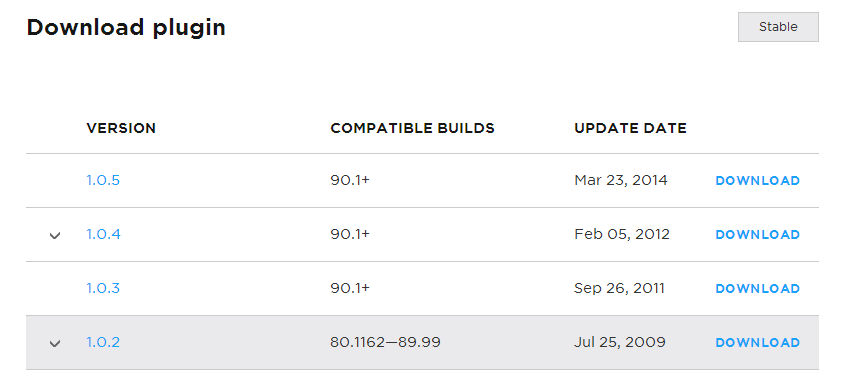 Download plugin Stable
VERSION COMPATIBLE BUILDS UPDATE DATE
1.0.5 90.1+ Mar 23, 2014 DOWNLOAD
1.0.4 90.1+ Feb 05, 2012 DOWNLOAD
1.0.3 90.1+ Sep 26, 2011 DOWNLOAD
1.0.2 80.1162—89.99 Jul 25, 2009 DOWNLOAD